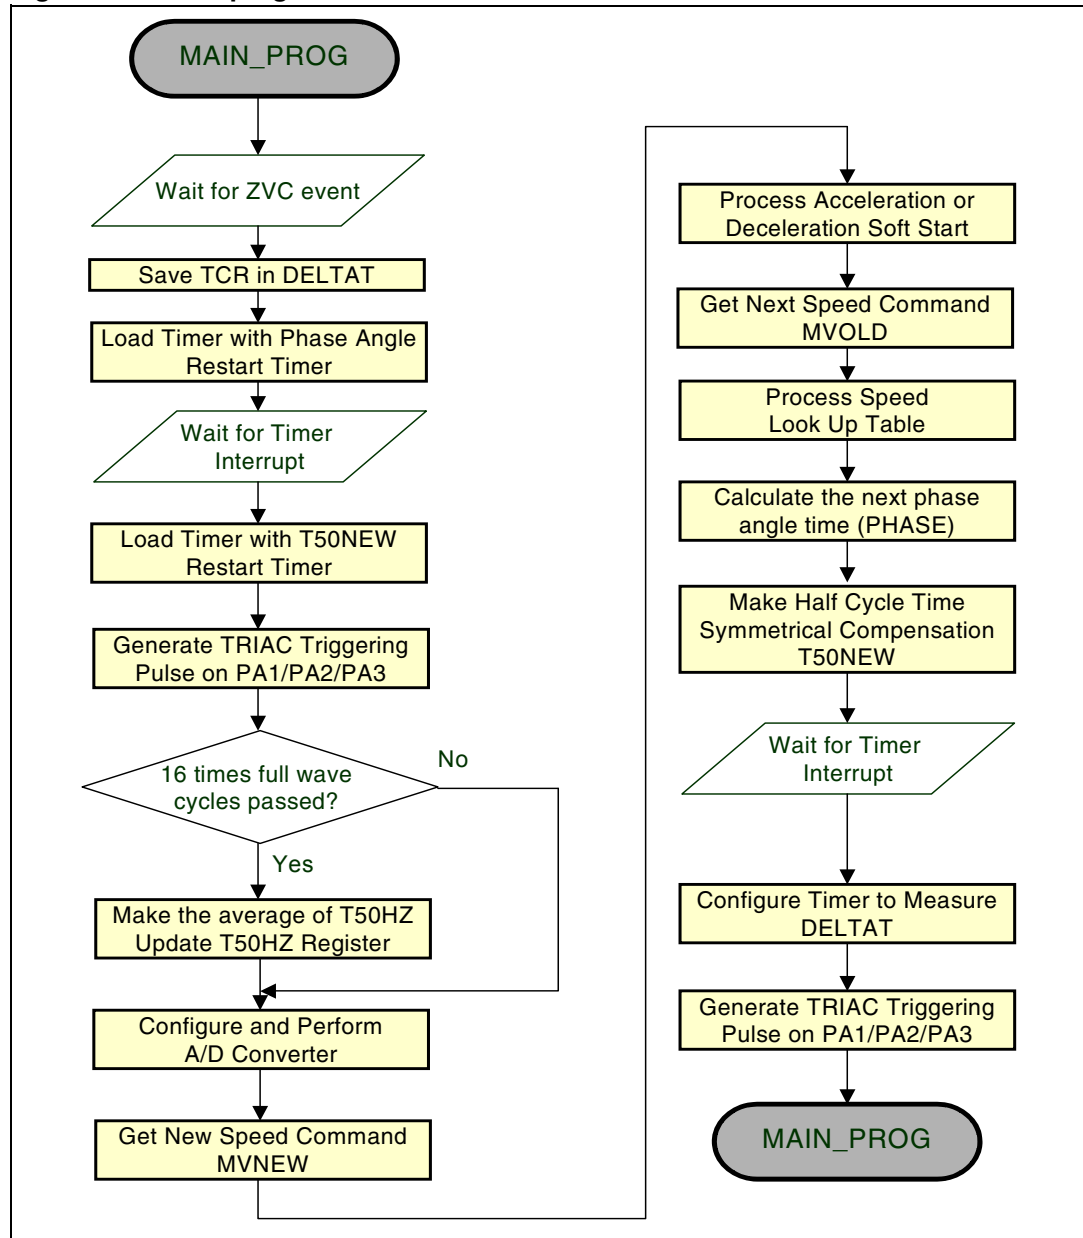 MAIN_PROG
Wait for ZVC event
Save TCR in DELTAT
Load Timer with Phase Angle
Restart Timer
Wait for Timer
Interrupt
Load Timer with T50NEW
Restart Timer
Generate TRIAC Triggering
Pulse on PA1/PA2/PA3
16 times full wave
cycles passed?
No
Yes
Make the average of T50HZ
Update T50HZ Register
Configure and Perform
A/D Converter
Get New Speed Command
MVNEW
Process Acceleration or
Deceleration Soft Start
Get Next Speed Command
MVOLD
Process Speed
Look Up Table
Calculate the next phase
angle time (PHASE)
Make Half Cycle Time
Symmetrical Compensation
T50NEW
Wait for Timer
Interrupt
Configure Timer to Measure
DELTAT
Generate TRIAC Triggering
Pulse on PA1/PA2/PA3
MAIN_PROG